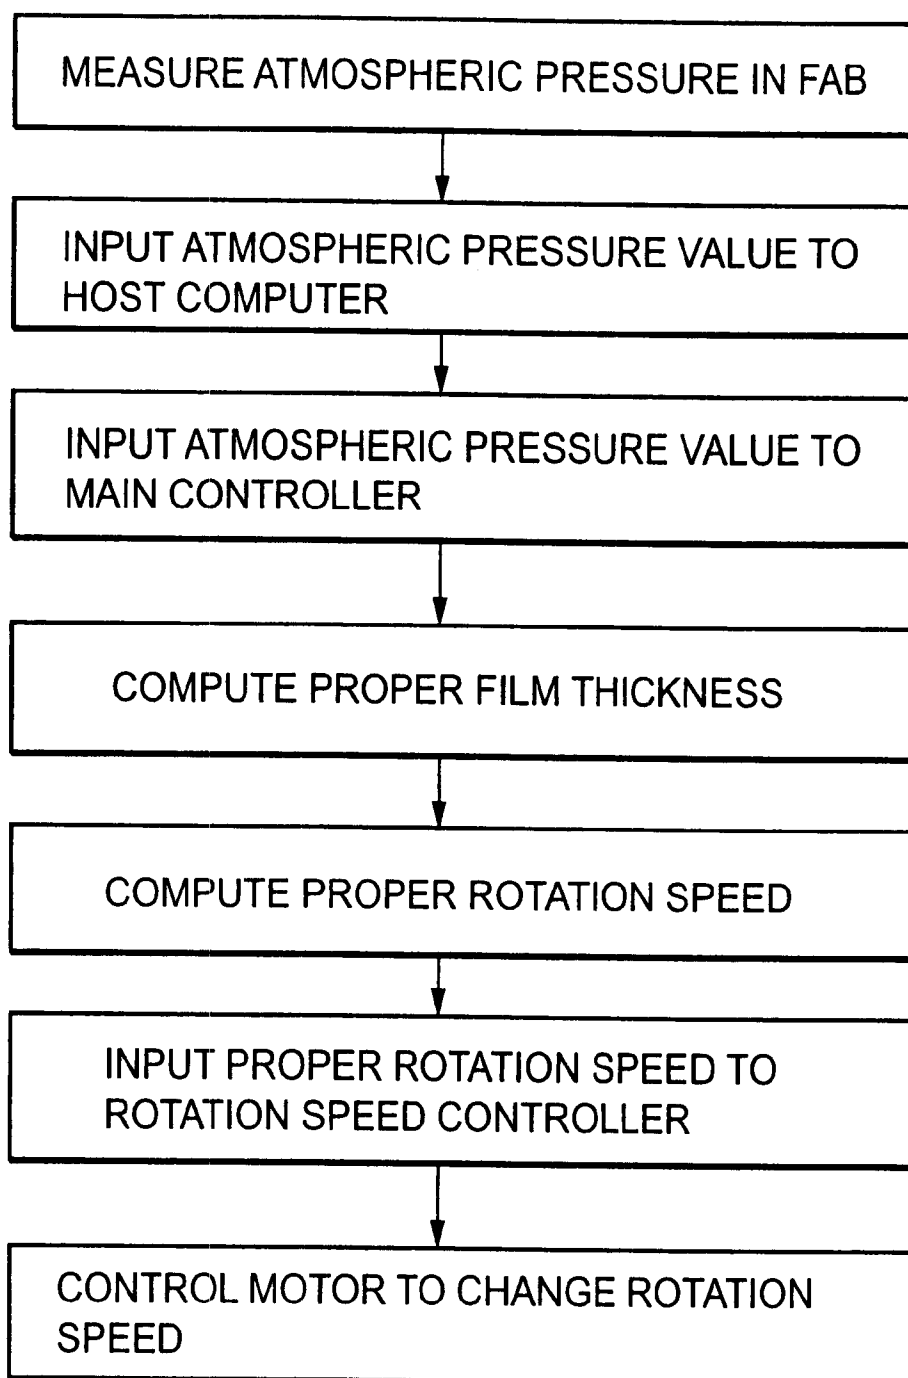 MEASURE ATMOSPHERIC PRESSURE IN FAB
INPUT ATMOSPHERIC PRESSURE VALUE TO
HOST COMPUTER
INPUT ATMOSPHERIC PRESSURE VALUE TO
MAIN CONTROLLER
COMPUTE PROPER FILM THICKNESS
COMPUTE PROPER ROTATION SPEED
INPUT PROPER ROTATION SPEED TO
ROTATION SPEED CONTROLLER
CONTROL MOTOR TO CHANGE ROTATION
SPEED